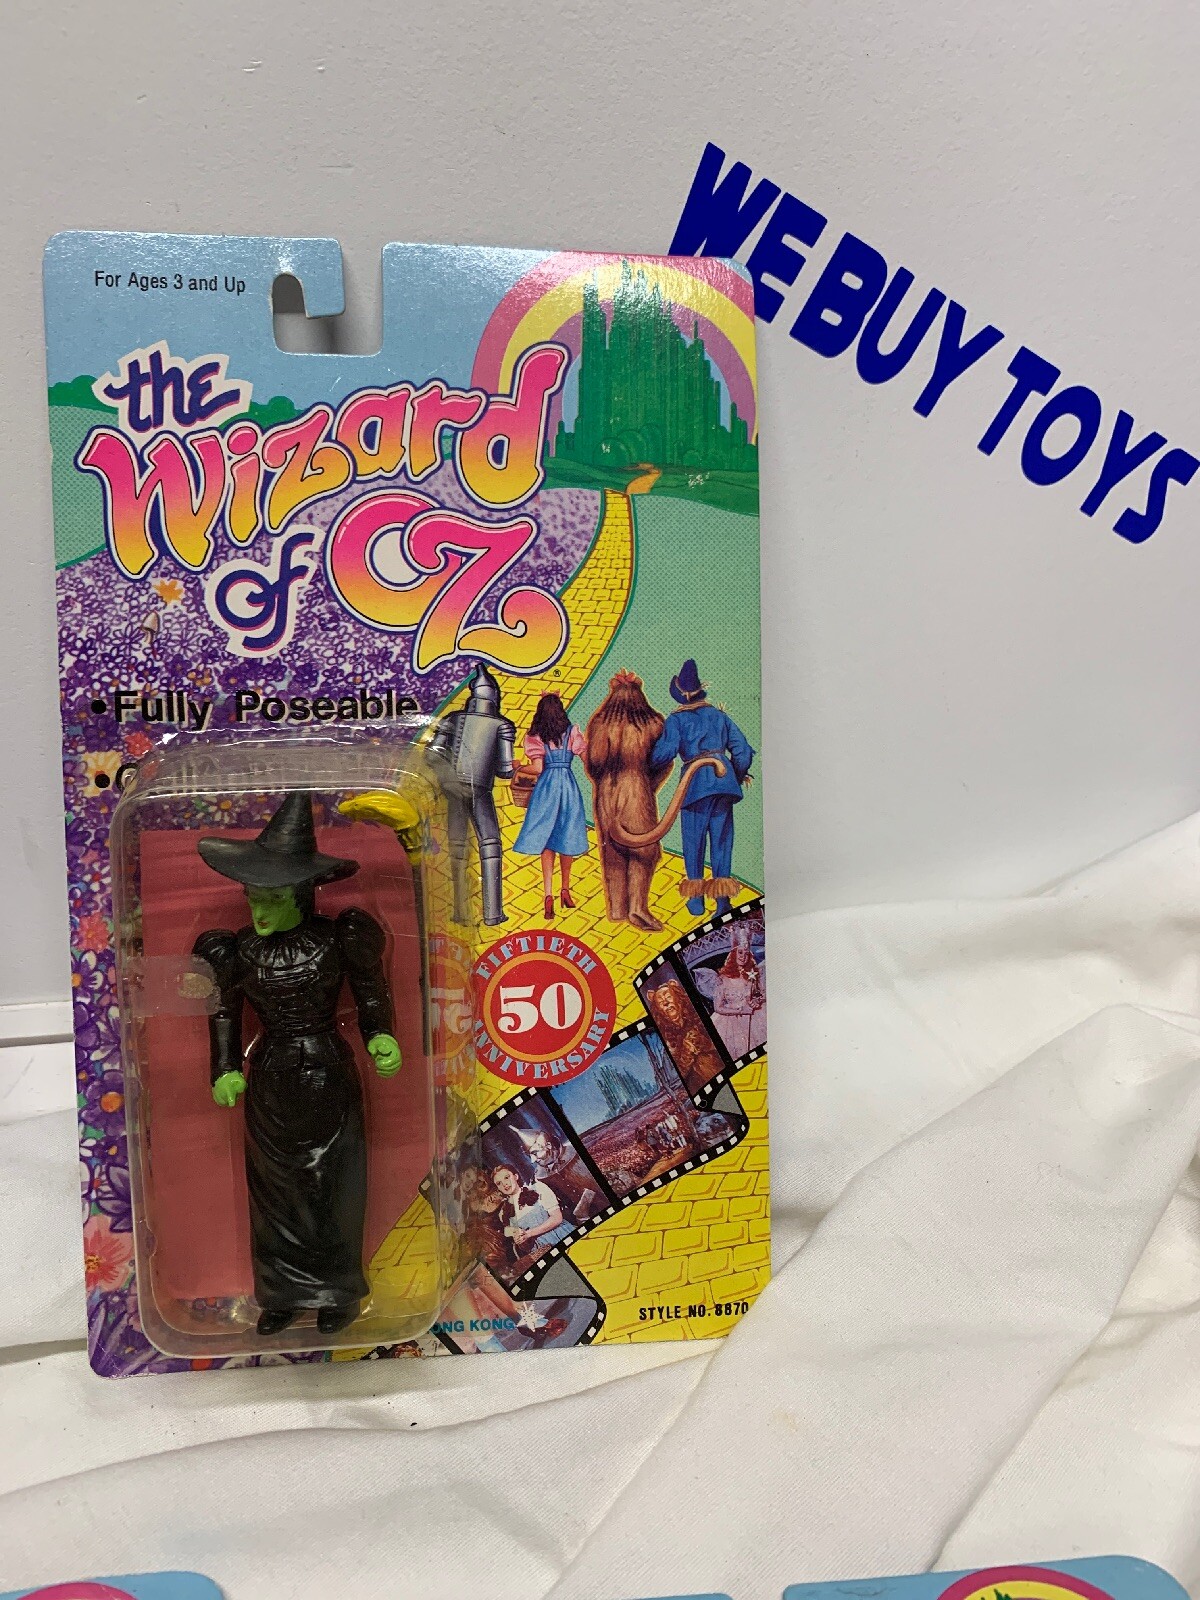 For Ages 3 and Up
the
Wizard
of OZ
®
•Fully Poseable
WE BUY TOYS
FIFTIETH
50
ANNIVERSARY
STYLE NO. 8870
KONG